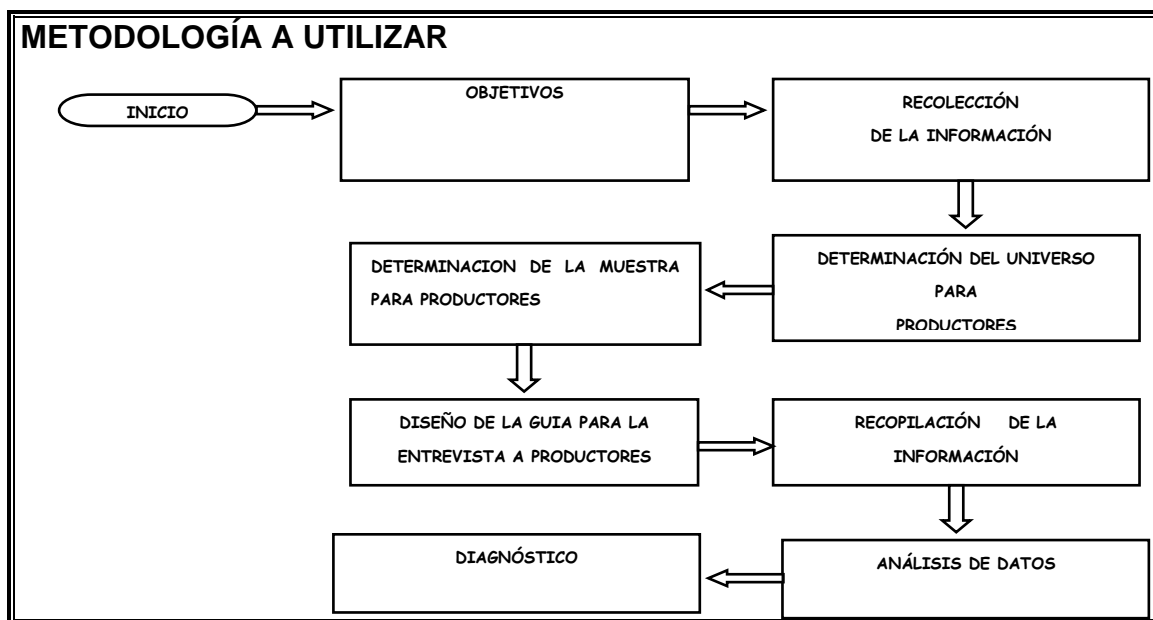 METODOLOGÍA A UTILIZAR
INICIO
OBJETIVOS
RECOLECCIÓN
DE LA INFORMACIÓN
DETERMINACIÓN DEL UNIVERSO
PARA
PRODUCTORES
DETERMINACION DE LA MUESTRA
PARA PRODUCTORES
DISEÑO DE LA GUIA PARA LA
ENTREVISTA A PRODUCTORES
RECOPILACIÓN DE LA
INFORMACIÓN
ANÁLISIS DE DATOS
DIAGNÓSTICO